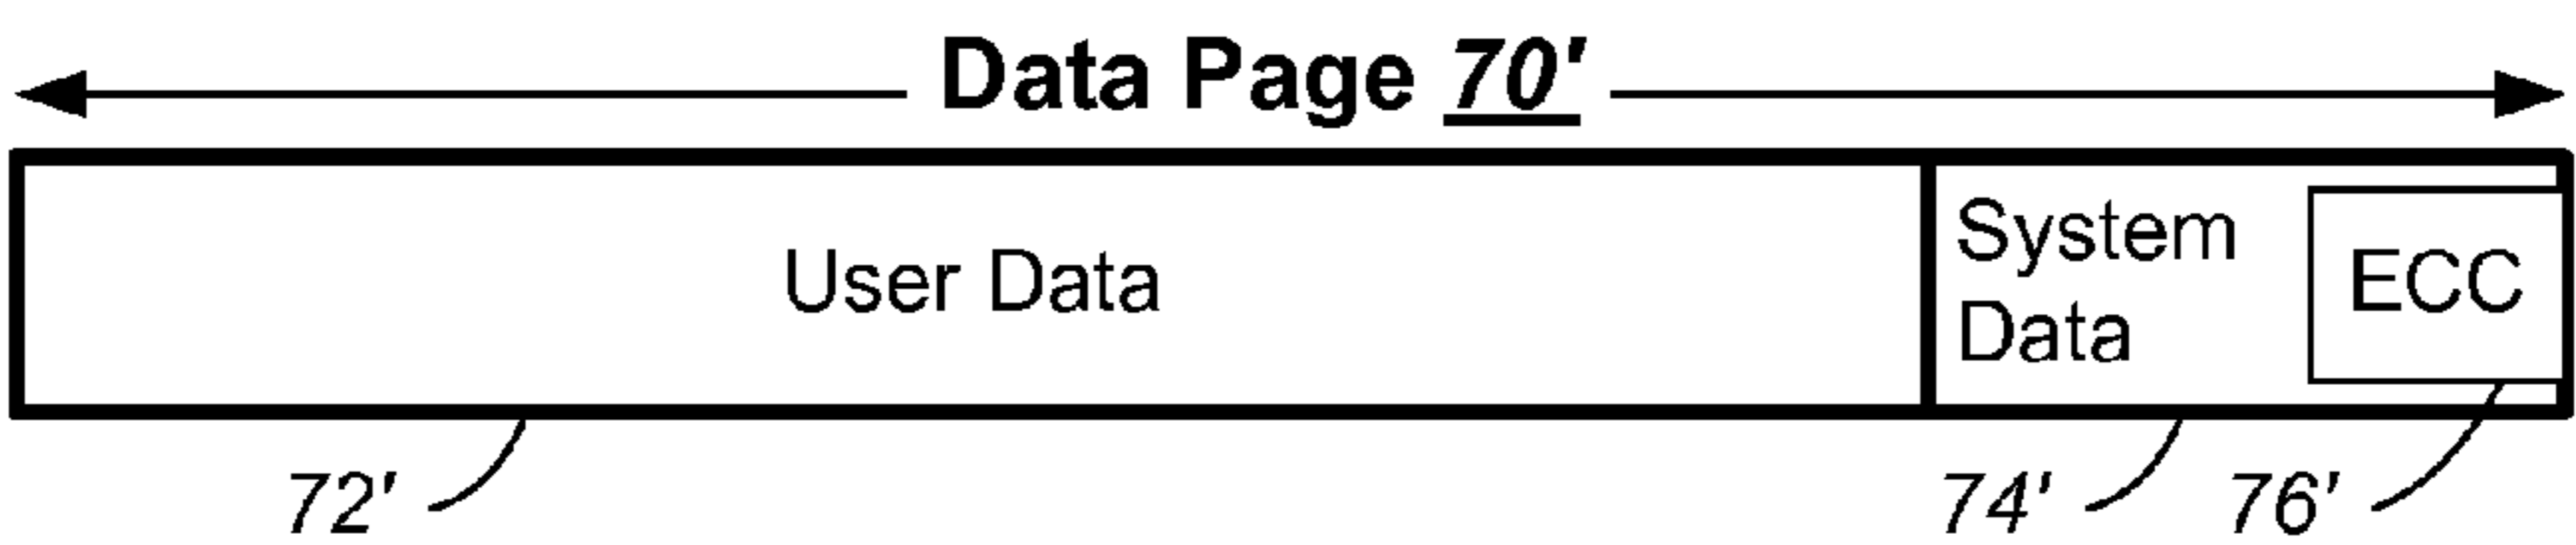 Data Page 70'
User Data
System
Data
ECC
72'
74'
76'